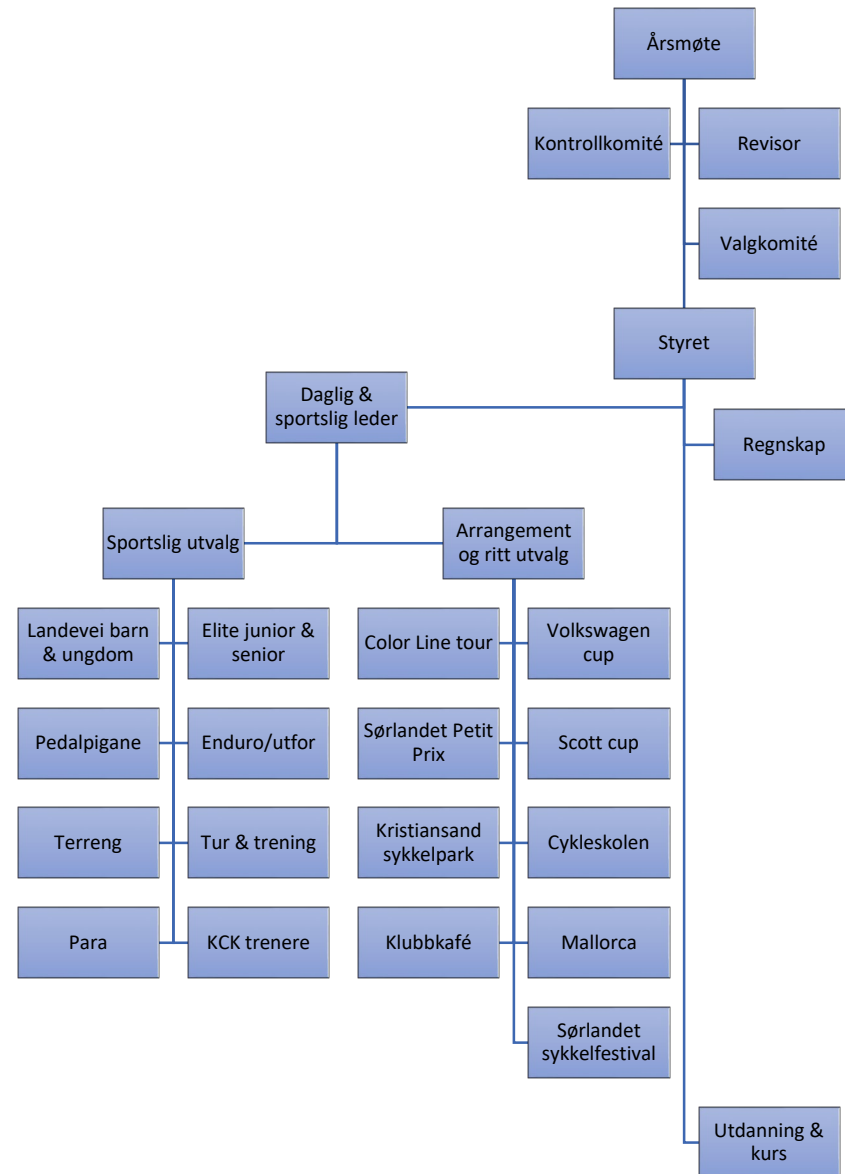 Årsmøte
Kontrollkomité
Revisor
Valgkomité
Styret
Daglig &
sportslig leder
Regnskap
Sportslig utvalg
Arrangement
og ritt utvalg
Landevei barn
& ungdom
Elite junior &
senior
Color Line tour
Volkswagen
cup
Pedalpigane
Enduro/utfor
Sørlandet Petit
Prix
Scott cup
Terreng
Tur & trening
Kristiansand
sykkelpark
Cykleskolen
Para
KCK trenere
Klubbkafé
Mallorca
Sørlandet
sykkelfestival
Utdanning &
kurs